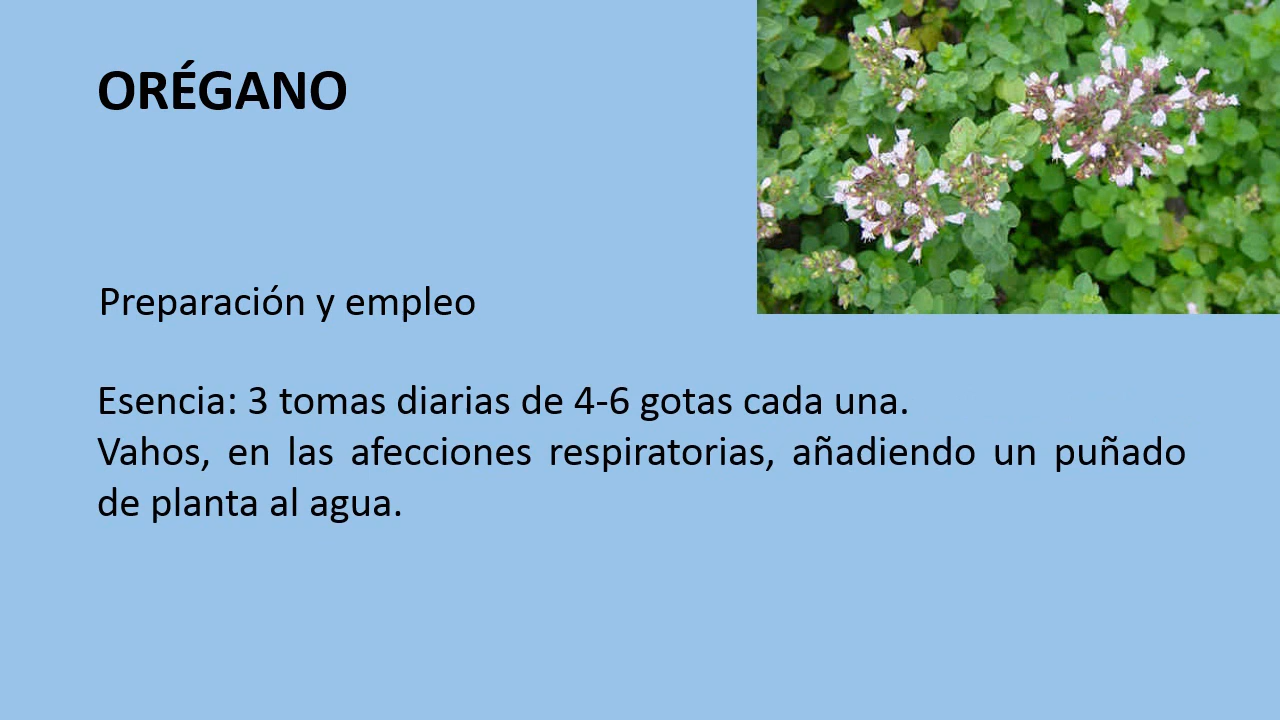 ORÉGANO
Preparación y empleo
Esencia: 3 tomas diarias de 4-6 gotas cada una.
Vahos, en las afecciones respiratorias, añadiendo un puñado
de planta al agua.